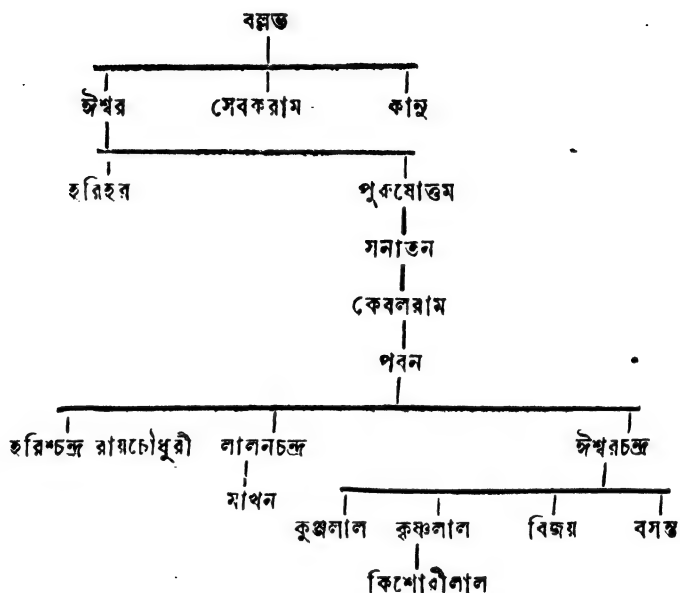 বল্লভ
ঈশ্বর সেবকরাম কানু
হরিহর পুরুষোত্তম
সনাতন
কেবলরাম
পবন
হরিশ্চন্দ্র রায়চৌধুরী লালনচন্দ্র ঈশ্বরচন্দ্র
মাখন
কুঞ্জলাল কৃষ্ণলাল বিজয় বসন্ত
কিশোরীলাল